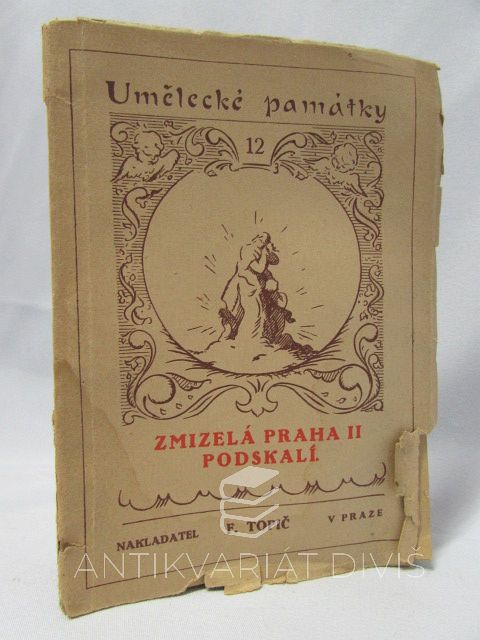 Umělecké památky
12
ZMIZELÁ PRAHA II
PODSKALÍ.
NAKLADATEL F. TOPIČ V PRAZE
ANTIKVARIÁT DIVIŠ